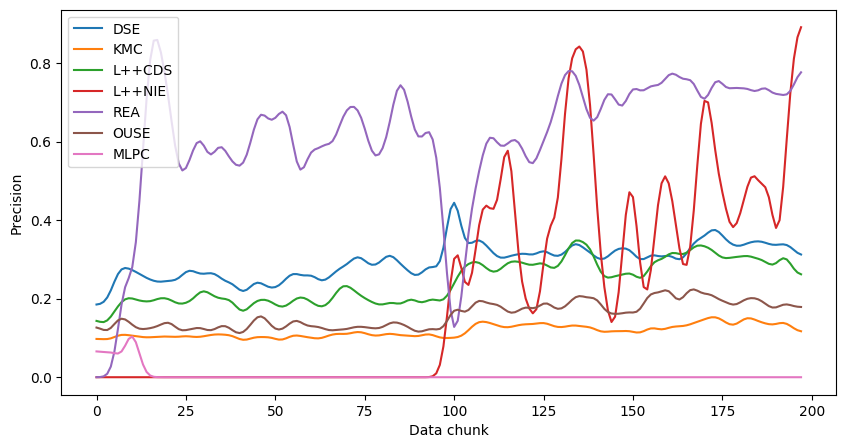 DSE
KMC
L++CDS
L++NIE
REA
OUSE
MLPC
0.8
0.6
0.4
0.2
0.0
Precision
0 25 50 75 100 125 150 175 200
Data chunk